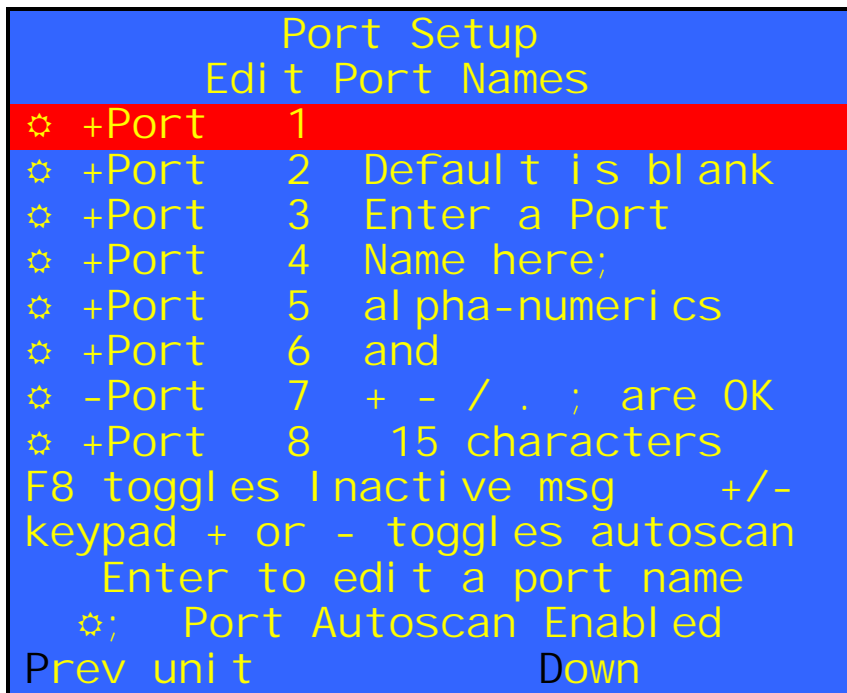 Port Setup
Edit Port Names
☼ +Port 1
☼ +Port 2 Default is blank
☼ +Port 3 Enter a Port
☼ +Port 4 Name here;
☼ +Port 5 alpha-numerics
☼ +Port 6 and
☼ -Port 7 + - / . ; are OK
☼ +Port 8 15 characters
F8 toggles Inactive msg +/-
keypad + or - toggles autoscan
Enter to edit a port name
☼; Port Autoscan Enabled
Prev unit Down